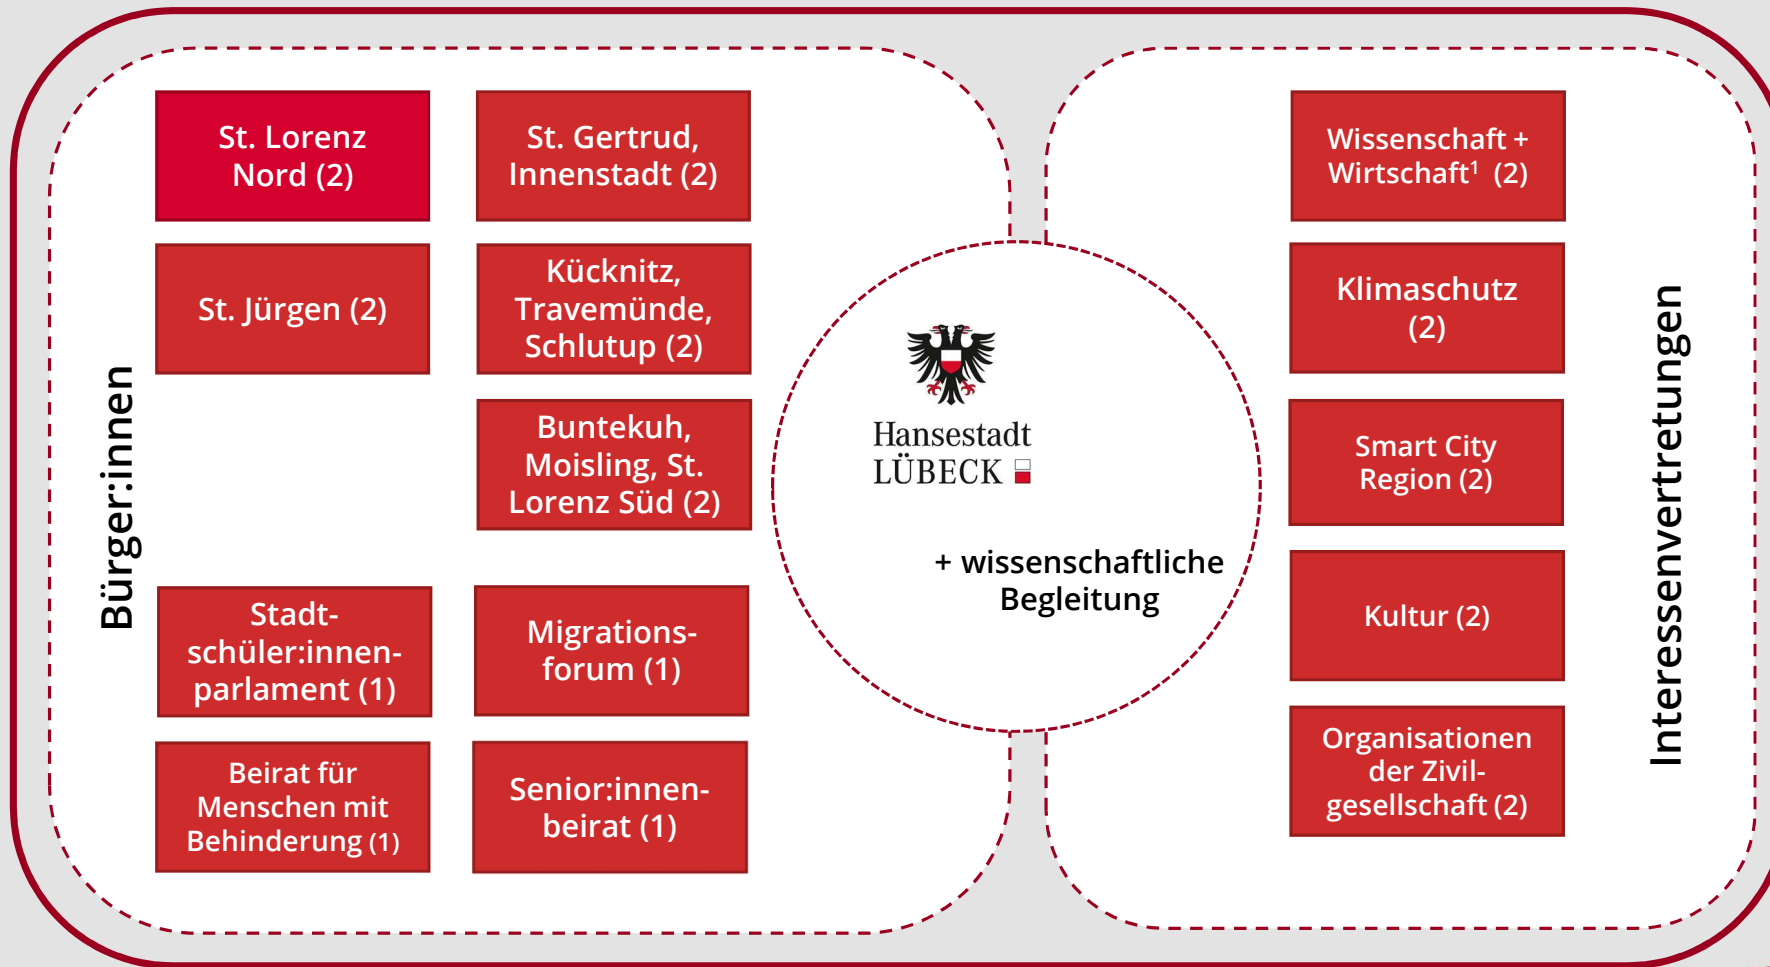 Bürger:innen
St. Lorenz
Nord (2)
St. Gertrud,
Innenstadt (2)
St. Jürgen (2)
Kücknitz,
Travemünde,
Schlutup (2)
Buntekuh,
Moisling, St.
Lorenz Süd (2)
Stadt-
schüler:innen-
parlament (1)
Migrations-
forum (1)
Beirat für
Menschen mit
Behinderung (1)
Senior:innen-
beirat (1)
Hansestadt
LÜBECK
+ wissenschaftliche
Begleitung
Wissenschaft +
Wirtschaft¹ (2)
Klimaschutz
(2)
Smart City
Region (2)
Kultur (2)
Organisationen
der Zivil-
gesellschaft (2)
Interessenvertretungen